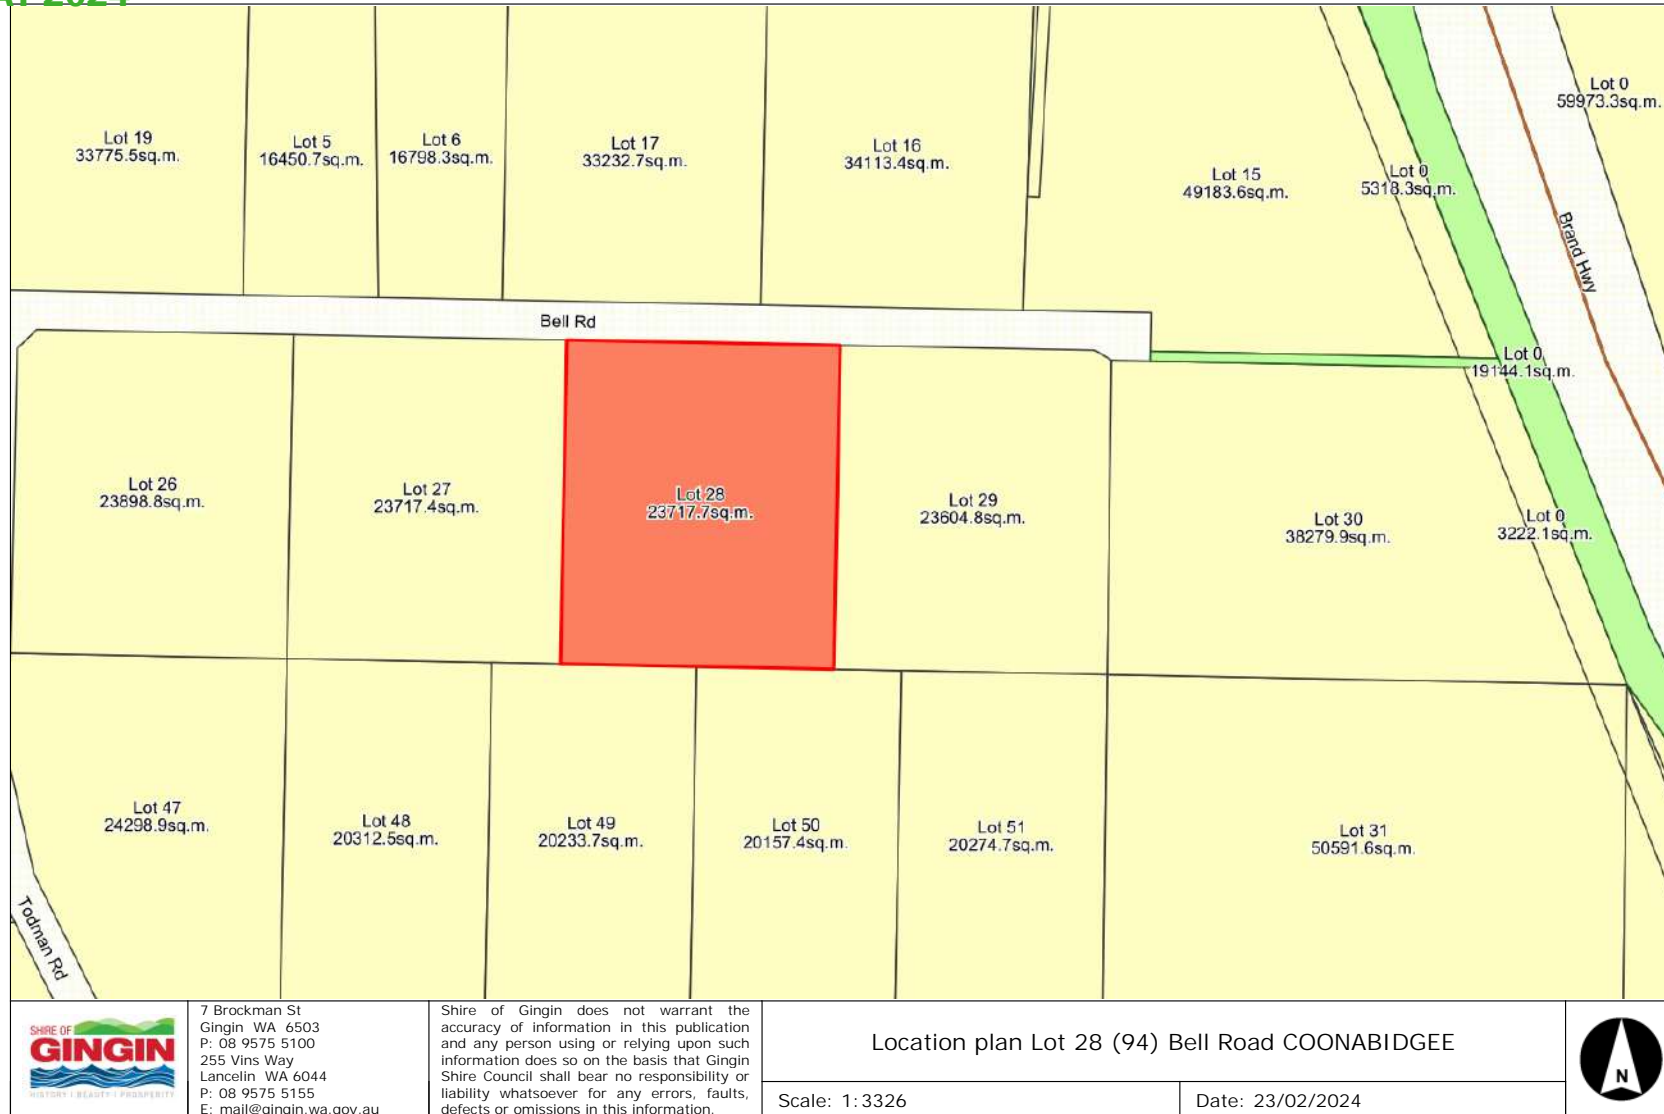 2024
Lot 0
59973.3sq.m.
Lot 19
33775.5sq.m.
Lot 5
16450.7sq.m.
Lot 6
16798.3sq.m.
Lot 17
33232.7sq.m.
Lot 16
34113.4sq.m.
Lot 15
49183.6sq.m.
Lot 0
5318.3sq.m.
Brand Hwy
Bell Rd
Lot 0
19144.1sq.m.
Lot 26
23898.8sq.m.
Lot 27
23717.4sq.m.
Lot 28
23717.7sq.m.
Lot 29
23604.8sq.m.
Lot 30
38279.9sq.m.
Lot 0
3222.1sq.m.
Lot 47
24298.9sq.m.
Lot 48
20312.5sq.m.
Lot 49
20233.7sq.m.
Lot 50
20157.4sq.m.
Lot 51
20274.7sq.m.
Lot 31
50591.6sq.m.
Todman Rd
SHIRE OF
GINGIN
HISTORY | BEAUTY | PROSPERITY
7 Brockman St
Gingin WA 6503
P: 08 9575 5100
255 Vins Way
Lancelin WA 6044
P: 08 9575 5155
E: mail@gingin.wa.gov.au
Shire of Gingin does not warrant the
accuracy of information in this publication
and any person using or relying upon such
information does so on the basis that Gingin
Shire Council shall bear no responsibility or
liability whatsoever for any errors, faults,
defects or omissions in this information.
Location plan Lot 28 (94) Bell Road COONABIDGEE
Scale: 1:3326
Date: 23/02/2024
N